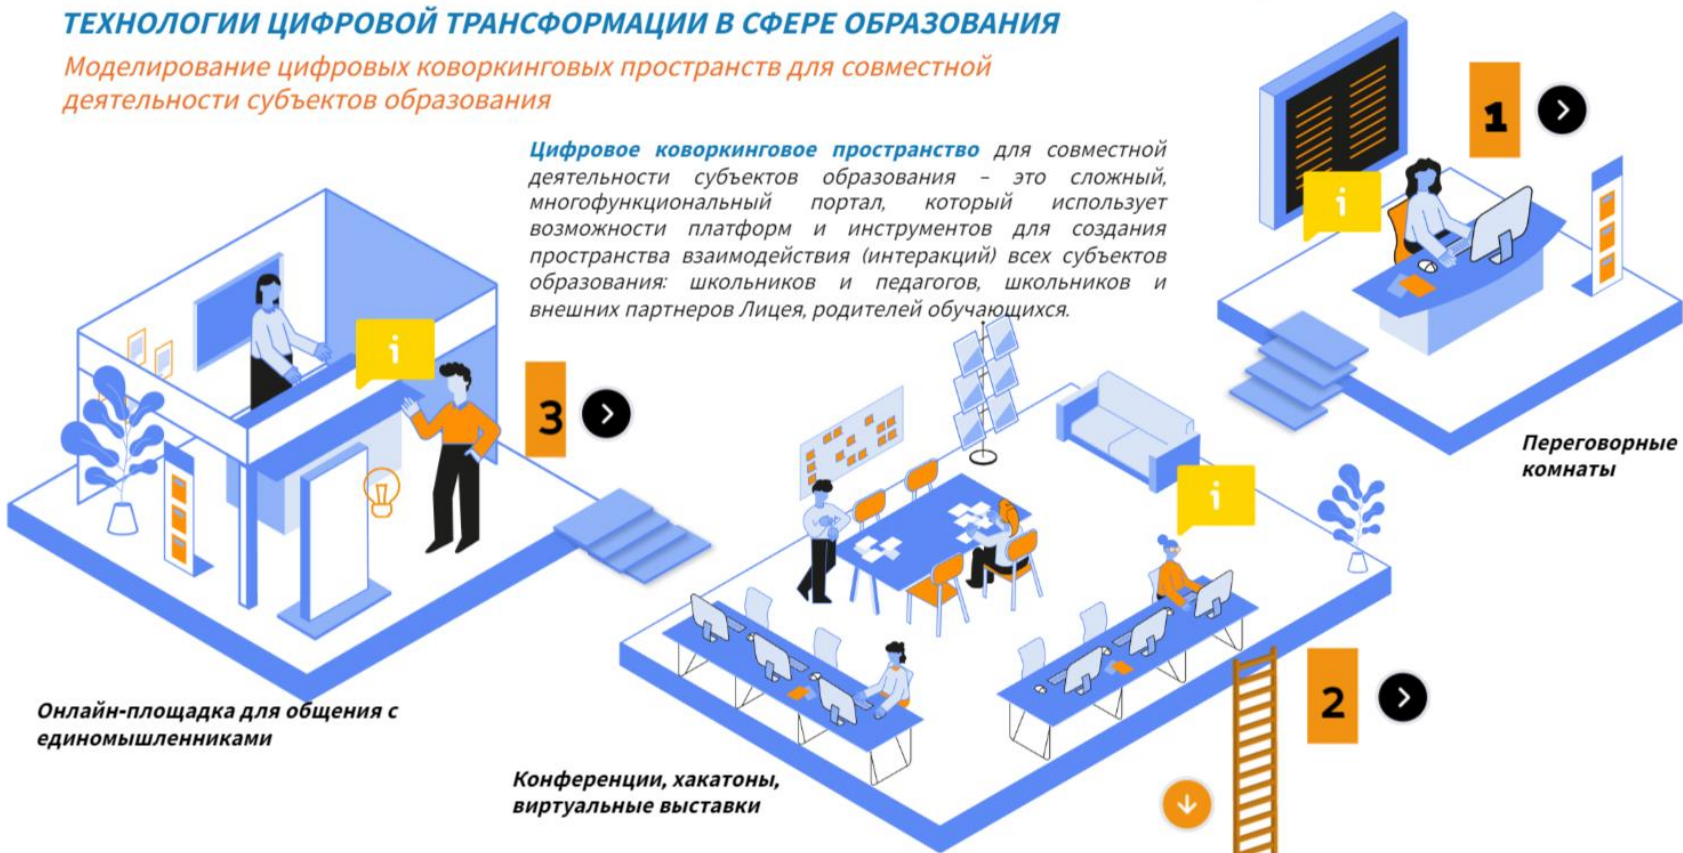 ТЕХНОЛОГИИ ЦИФРОВОЙ ТРАНСФОРМАЦИИ В СФЕРЕ ОБРАЗОВАНИЯ
Моделирование цифровых коворкинговых пространств для совместной
деятельности субъектов образования
Цифровое коворкинговое пространство для совместной
деятельности субъектов образования – это сложный,
многофункциональный портал, который использует
возможности платформ и инструментов для создания
пространства взаимодействия (интеракций) всех субъектов
образования: школьников и педагогов, школьников и
внешних партнеров Лицея, родителей обучающихся.
1
i
Переговорные
комнаты
i
3
Онлайн-площадка для общения с
единомышленниками
i
2
Конференции, хакатоны,
виртуальные выставки